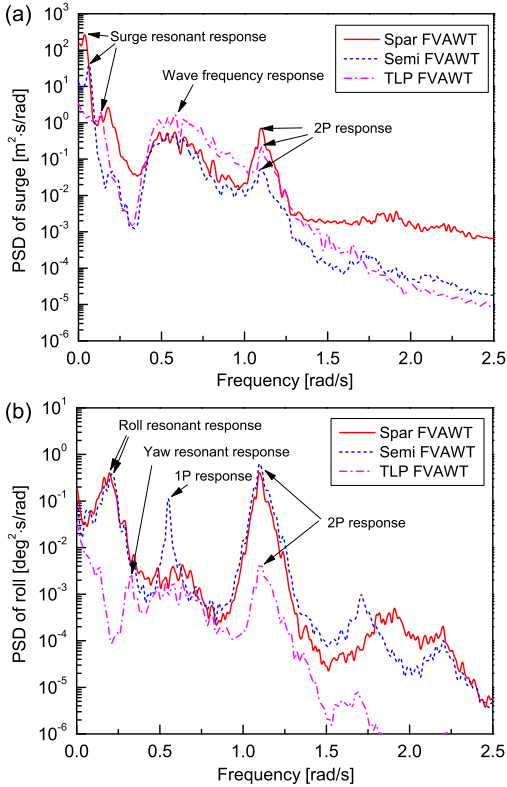 (a)
10^3
10^2
10^1
10^0
10^-1
10^-2
10^-3
10^-4
10^-5
10^-6
PSD of surge [m^2·s/rad]
Surge resonant response
Wave frequency response
2P response
Spar FVAWT
Semi FVAWT
TLP FVAWT
0.0 0.5 1.0 1.5 2.0 2.5
Frequency [rad/s]
(b)
10^1
10^0
10^-1
10^-2
10^-3
10^-4
10^-5
10^-6
PSD of roll [deg^2·s/rad]
Roll resonant response
Yaw resonant response
1P response
2P response
Spar FVAWT
Semi FVAWT
TLP FVAWT
0.0 0.5 1.0 1.5 2.0 2.5
Frequency [rad/s]